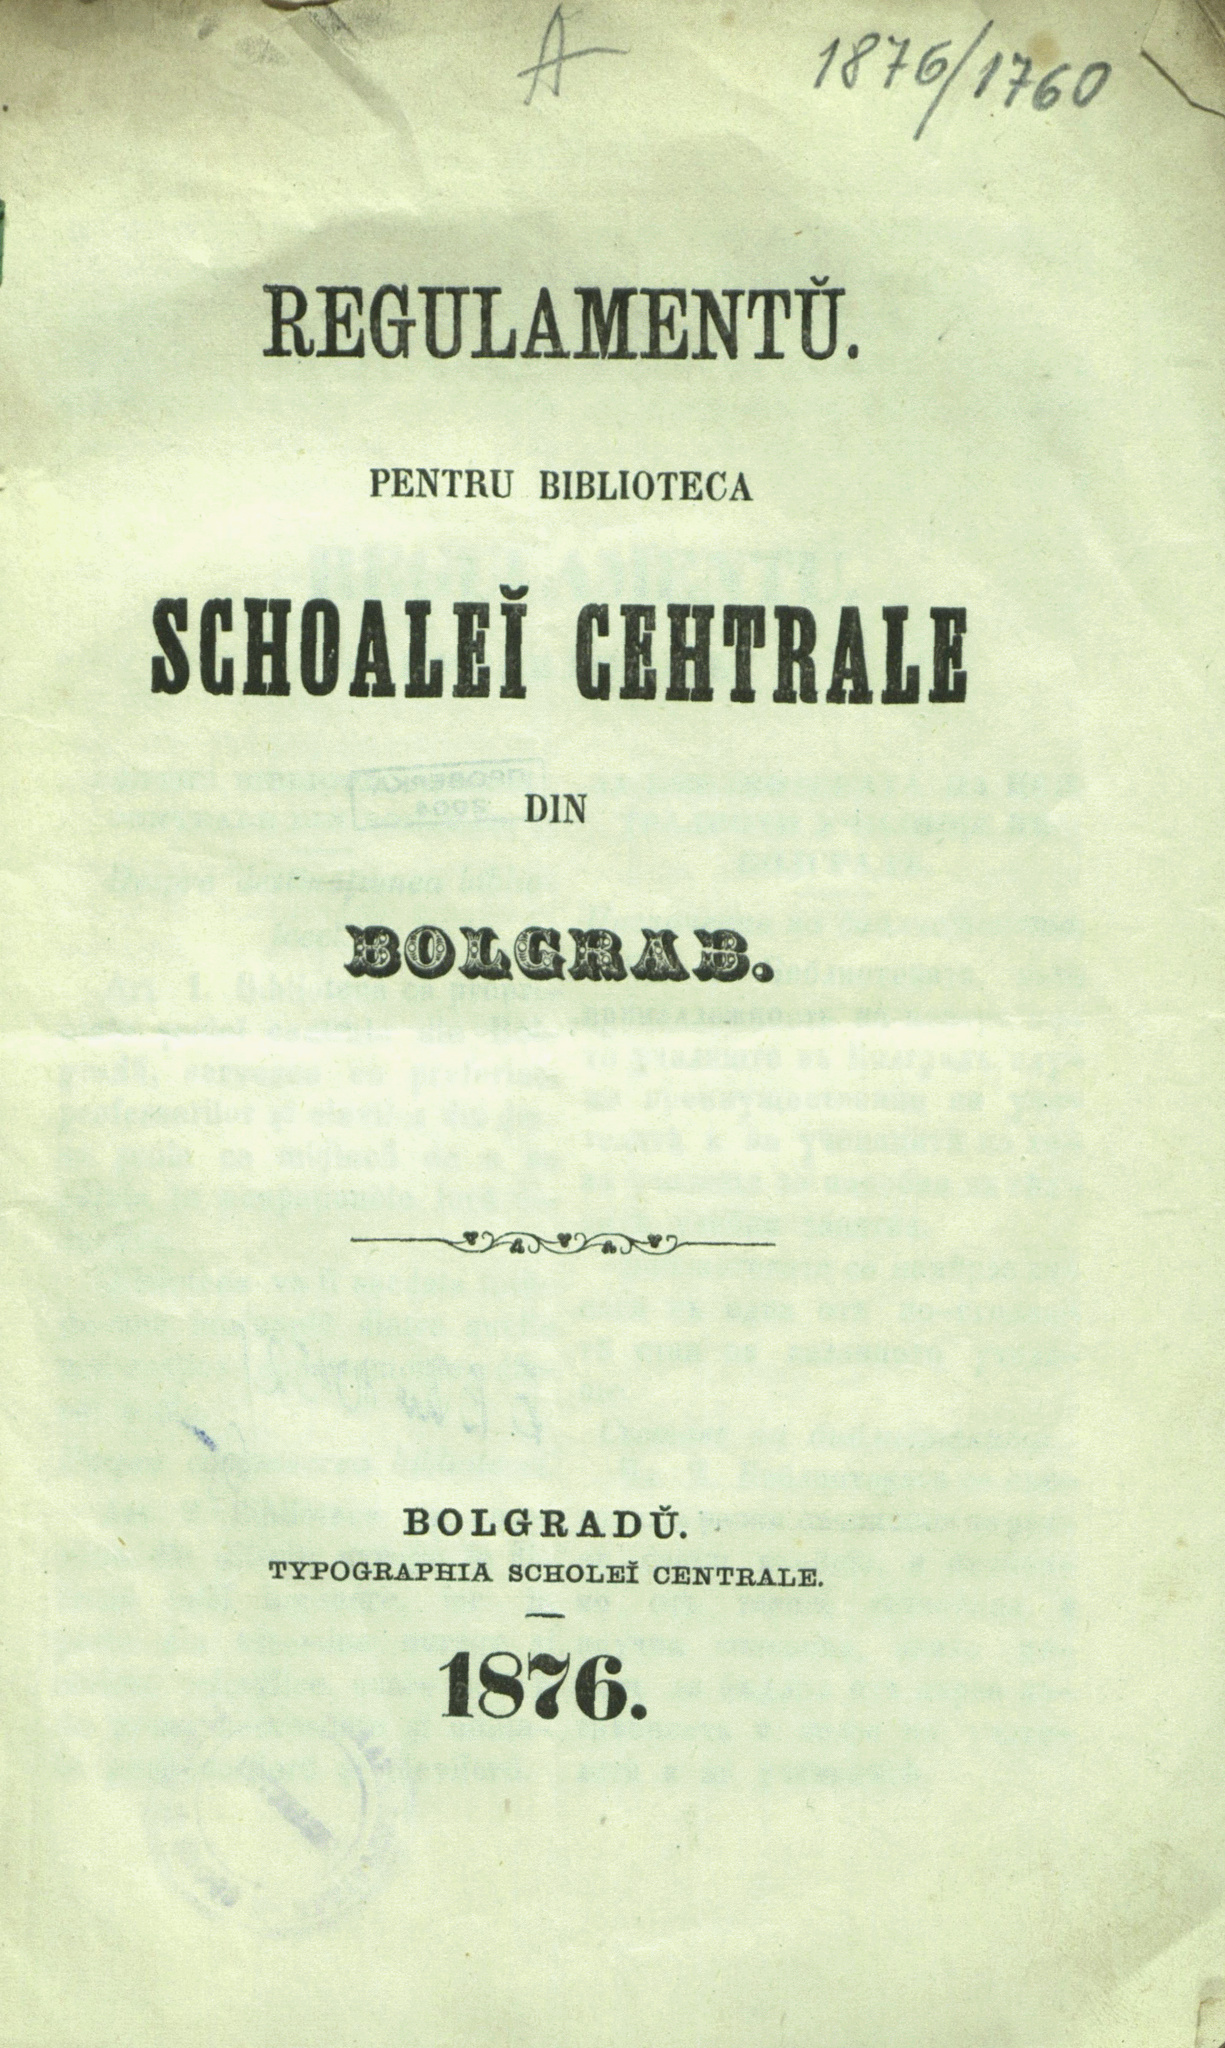 A 1876/1760
REGULAMENTŬ.
PENTRU BIBLIOTECA
SCHOALEĬ CEHTRALE
DIN
BOLGRAB.
BOLGRADŬ.
TYPOGRAPHIA SCHOLEĬ CENTRALE.
1876.